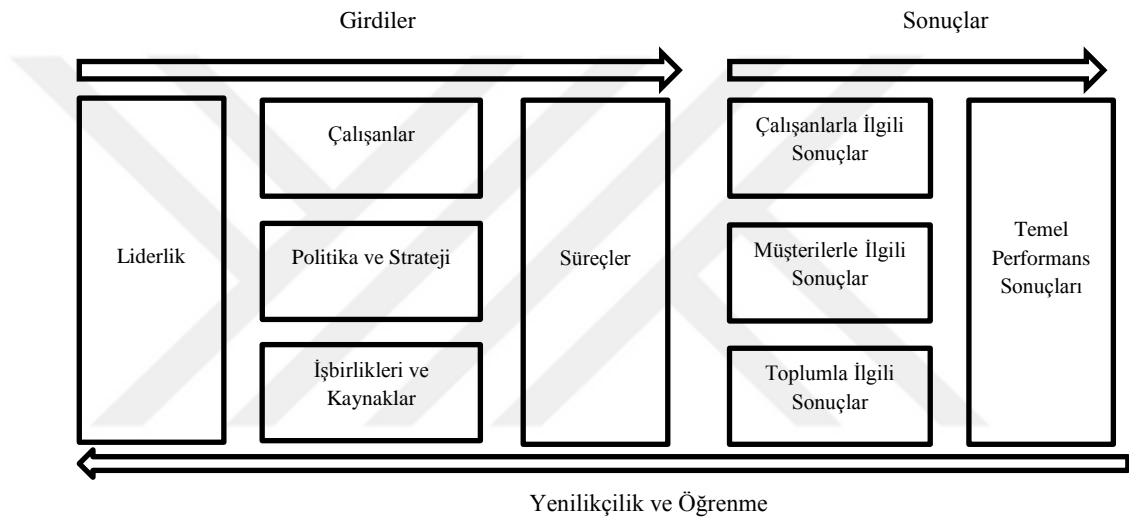 Girdiler
Sonuçlar
Liderlik
Çalışanlar
Politika ve Strateji
İşbirlikleri ve
Kaynaklar
Süreçler
Çalışanlarla İlgili
Sonuçlar
Müşterilerle İlgili
Sonuçlar
Toplumla İlgili
Sonuçlar
Temel
Performans
Sonuçları
Yenilikçilik ve Öğrenme